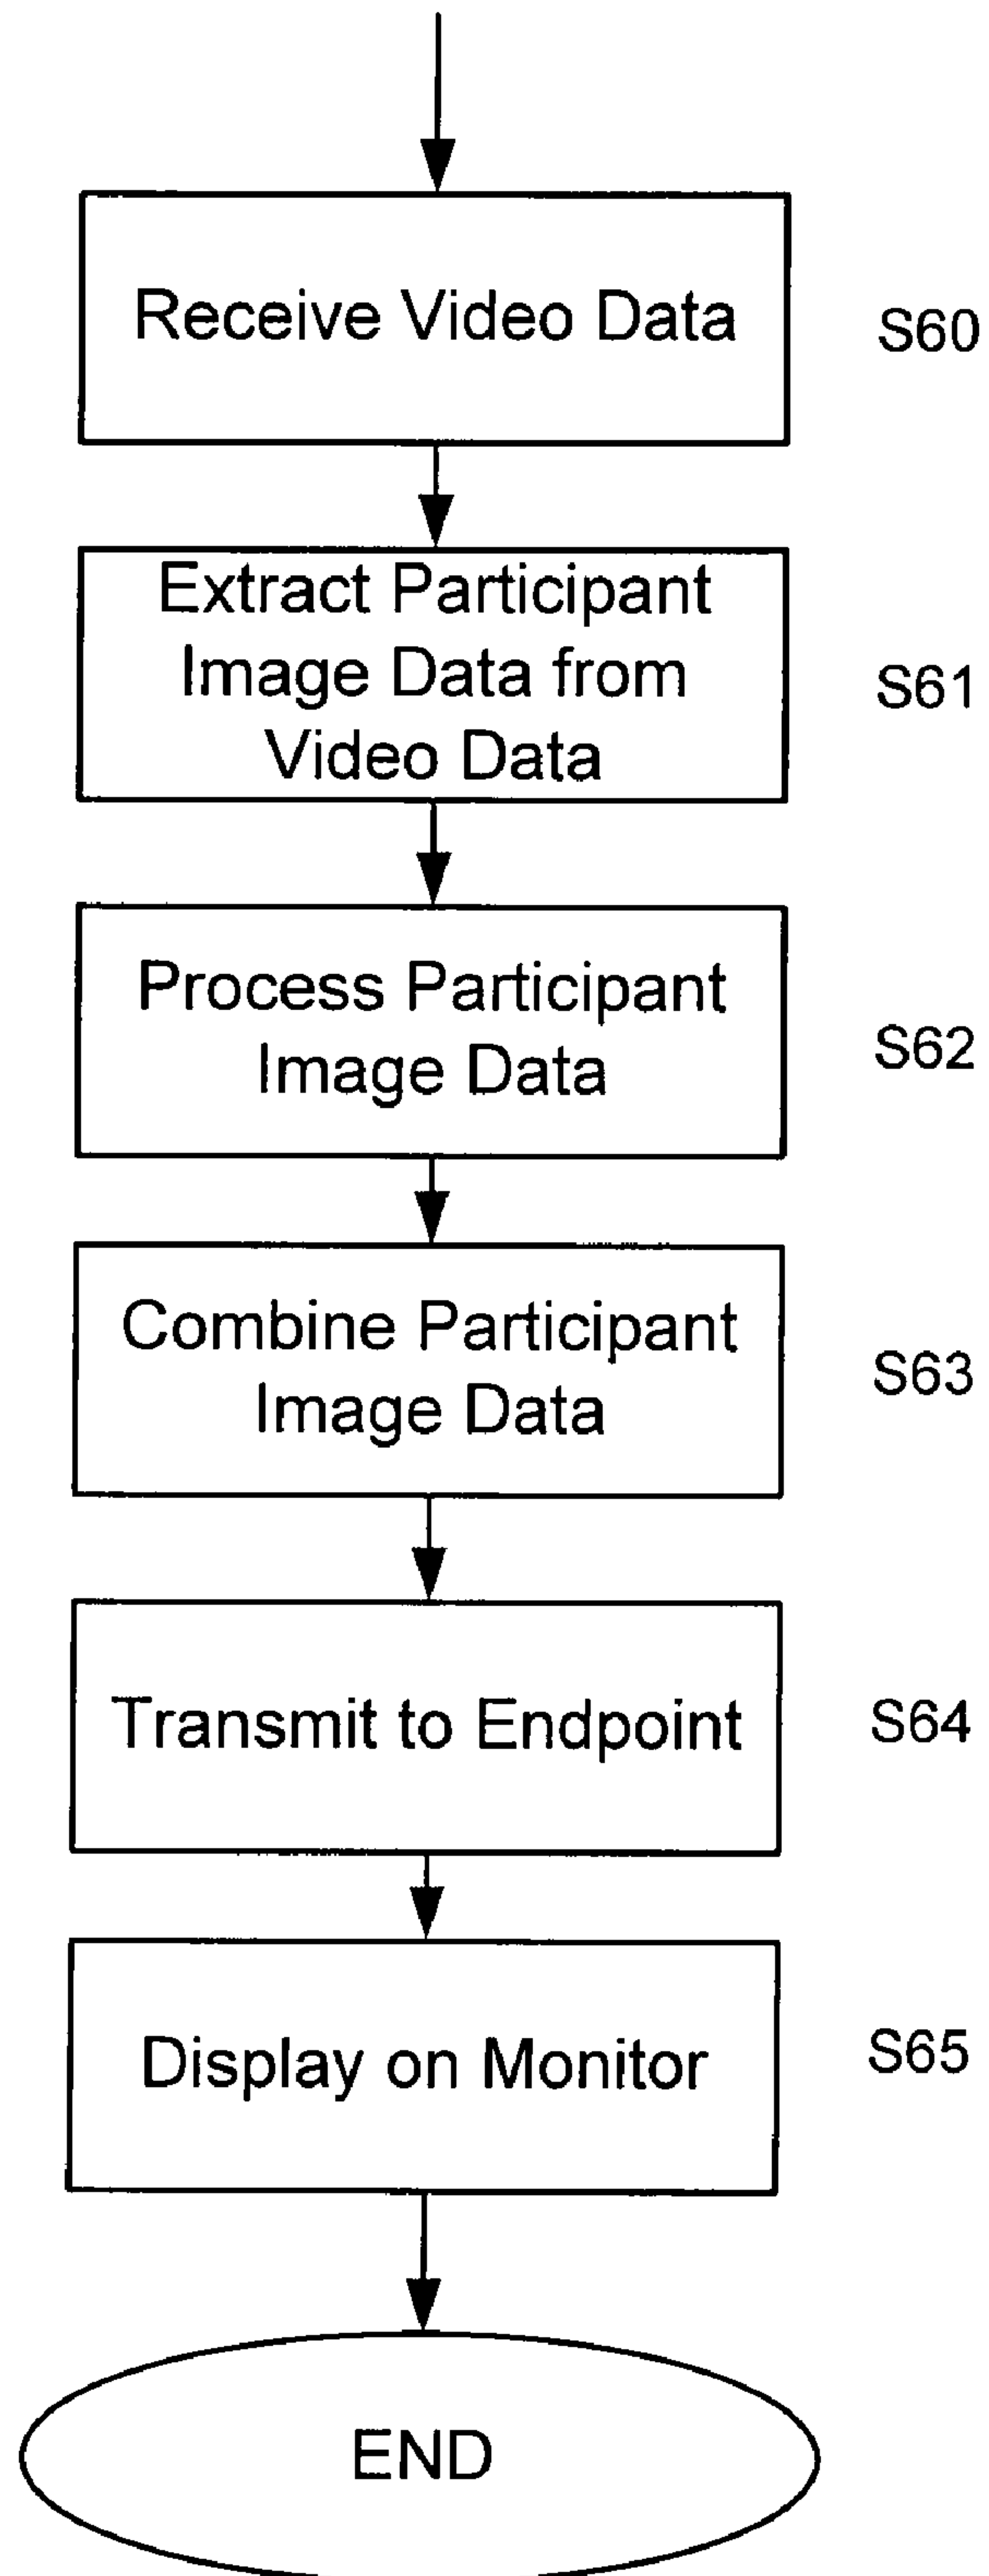 Receive Video Data
S60
Extract Participant
Image Data from
Video Data
S61
Process Participant
Image Data
S62
Combine Participant
Image Data
S63
Transmit to Endpoint
S64
Display on Monitor
S65
END